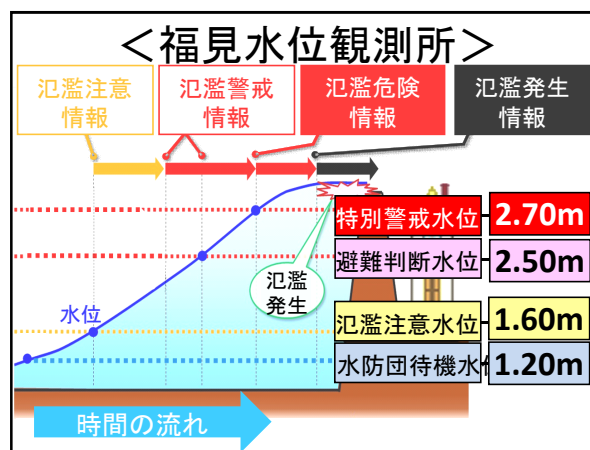 ＜福見水位観測所＞
氾濫注意
情報
氾濫警戒
情報
氾濫危険
情報
氾濫発生
情報
特別警戒水位
2.70m
避難判断水位
2.50m
氾濫
発生
水位
氾濫注意水位
1.60m
水防団待機水
1.20m
時間の流れ